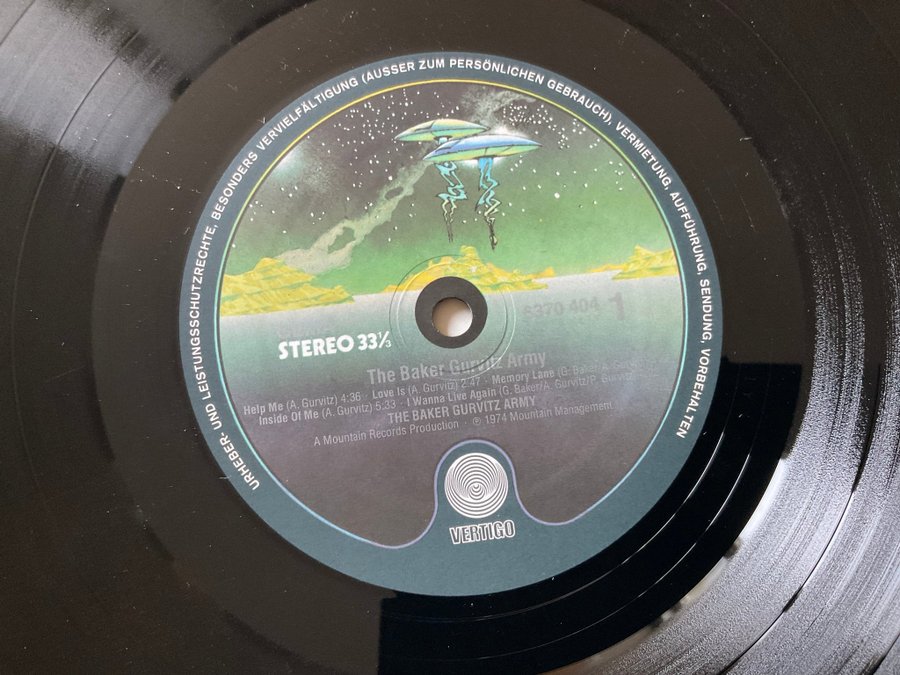 URHEBER- UND LEISTUNGSSCHUTZRECHTE, BESONDERS VERVIELFÄLTIGUNG (AUSSER ZUM PERSÖNLICHEN GEBRAUCH), VERMIETUNG, AUFFÜHRUNG, SENDUNG, VORBEHALTEN
6370 404 1
STEREO 33⅓
The Baker Gurvitz Army
Help Me (A. Gurvitz) 4:36 · Love Is (A. Gurvitz) 2:47 · Memory Lane (G. Baker/A.
Inside Of Me (A. Gurvitz) 5:33 · I Wanna Live Again (G. Baker/A. Gurvitz/P. Gurvitz
THE BAKER GURVITZ ARMY
A Mountain Records Production · ℗ 1974 Mountain Management
VERTIGO